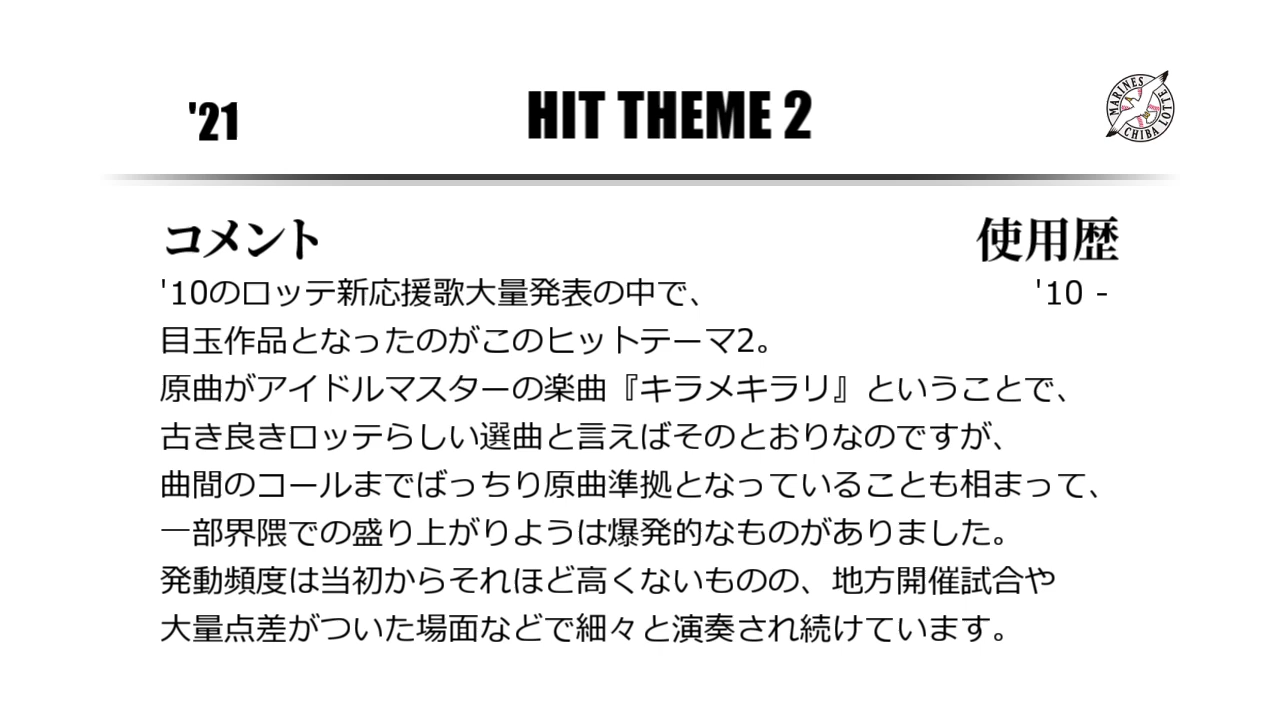 '21
HIT THEME 2
MARINES
CHIBA LOTTE
コメント
使用歴
'10のロッテ新応援歌大量発表の中で、
'10 -
目玉作品となったのがこのヒットテーマ2。
原曲がアイドルマスターの楽曲『キラメキラリ』ということで、
古き良きロッテらしい選曲と言えばそのとおりなのですが、
曲間のコールまでばっちり原曲準拠となっていることも相まって、
一部界隈での盛り上がりようは爆発的なものがありました。
発動頻度は当初からそれほど高くないものの、地方開催試合や
大量点差がついた場面などで細々と演奏され続けています。